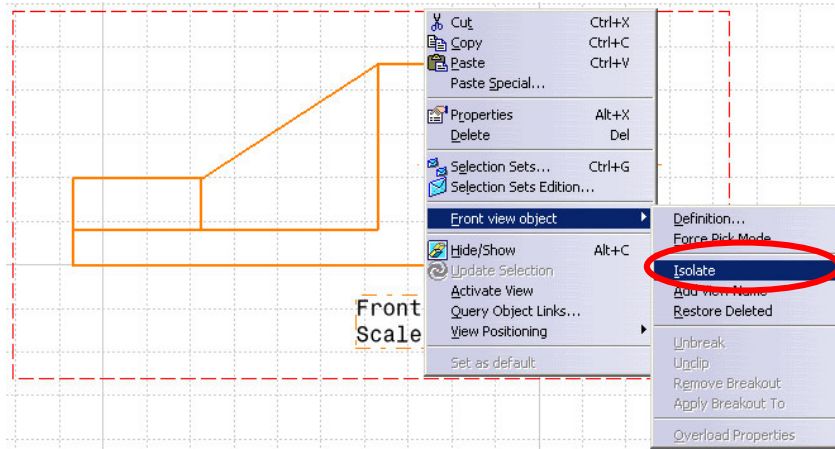 Cut Ctrl+X
Copy Ctrl+C
Paste Ctrl+V
Paste Special...
Properties Alt+X
Delete Del
Selection Sets... Ctrl+G
Selection Sets Edition...
Front view object
Hide/Show Alt+C
Update Selection
Activate View
Query Object Links...
View Positioning
Set as default
Definition...
Force Pick Mode
Isolate
Add View Name
Restore Deleted
Unbreak
Unclip
Remove Breakout
Apply Breakout To
Overload Properties
Front
Scale